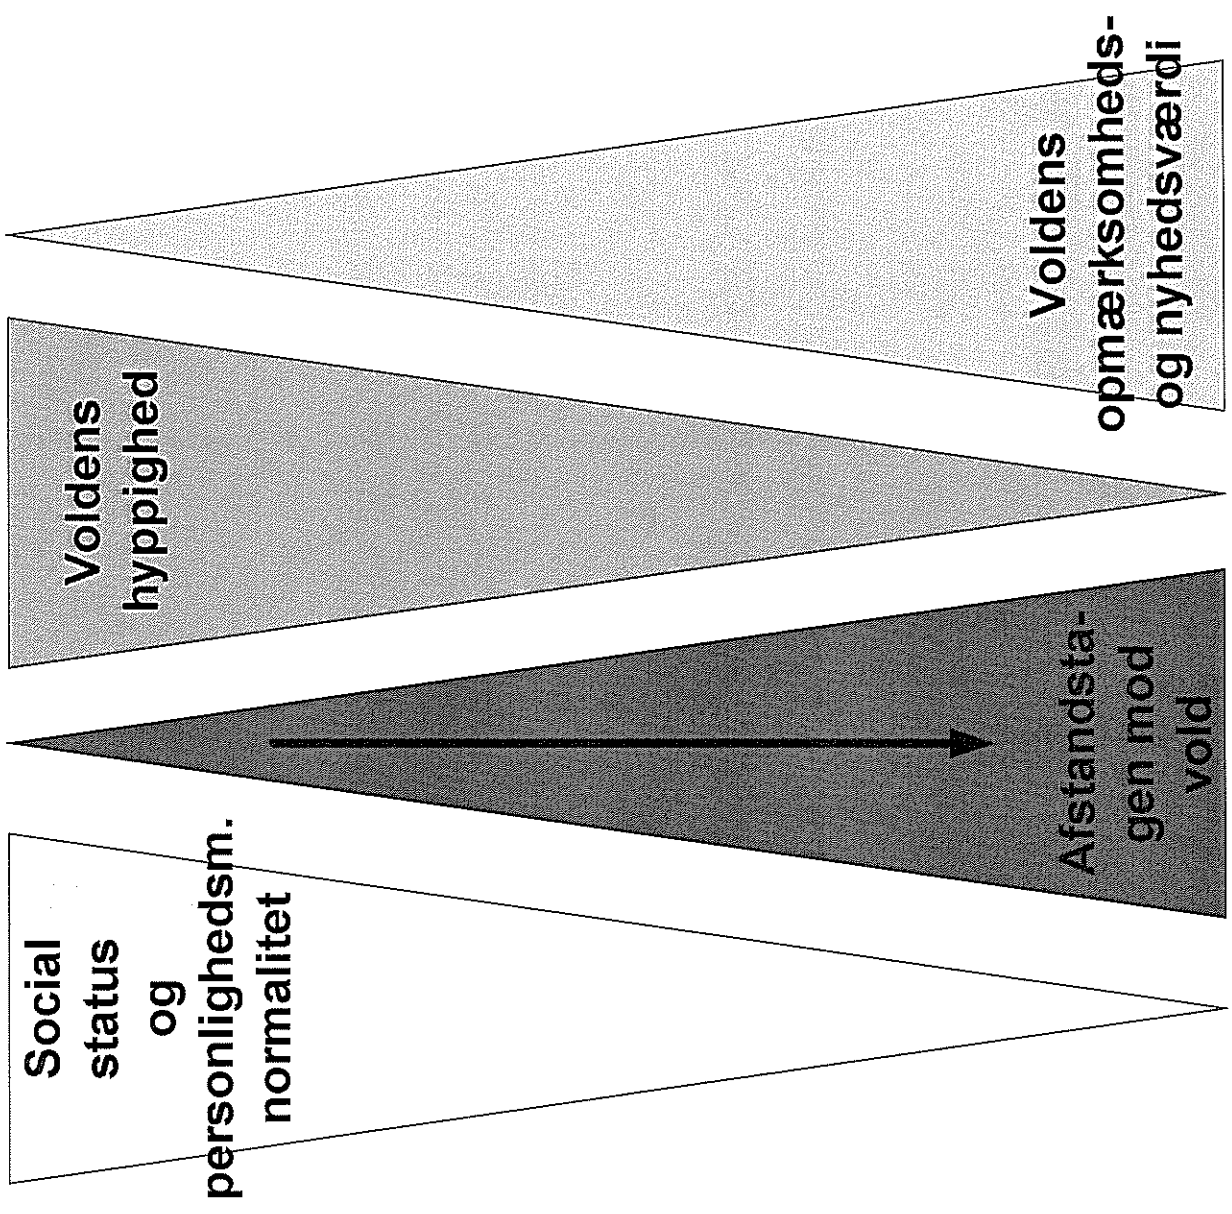 Social
status
og
personlighedsm.
normalitet
Afstandsta-
gen mod
vold
Voldens
hyppighed
Voldens
opmærksomheds-
og nyhedsværdi